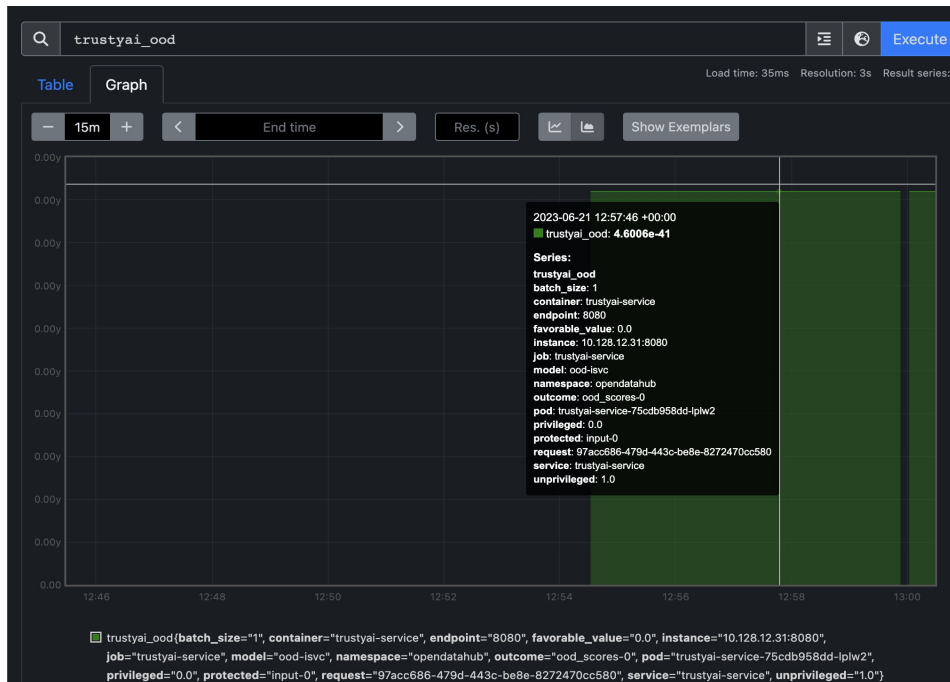 trustyai_ood
Execute
Load time: 35ms Resolution: 3s Result series:
Table
Graph
15m
End time
Res. (s)
Show Exemplars
0.00y
0.00y
0.00y
0.00y
0.00y
0.00y
0.00y
0.00y
0.00y
0.00y
0.00
2023-06-21 12:57:46 +00:00
trustyai_ood: 4.6006e-41
Series:
trustyai_ood
batch_size: 1
container: trustyai-service
endpoint: 8080
favorable_value: 0.0
instance: 10.128.12.31:8080
job: trustyai-service
model: ood-isvc
namespace: opendatahub
outcome: ood_scores-0
pod: trustyai-service-75cdb958dd-lplw2
privileged: 0.0
protected: input-0
request: 97acc686-479d-443c-be8e-8272470cc580
service: trustyai-service
unprivileged: 1.0
12:46 12:48 12:50 12:52 12:54 12:56 12:58 13:00
trustyai_ood{batch_size="1", container="trustyai-service", endpoint="8080", favorable_value="0.0", instance="10.128.12.31:8080",
job="trustyai-service", model="ood-isvc", namespace="opendatahub", outcome="ood_scores-0", pod="trustyai-service-75cdb958dd-lplw2",
privileged="0.0", protected="input-0", request="97acc686-479d-443c-be8e-8272470cc580", service="trustyai-service", unprivileged="1.0"}